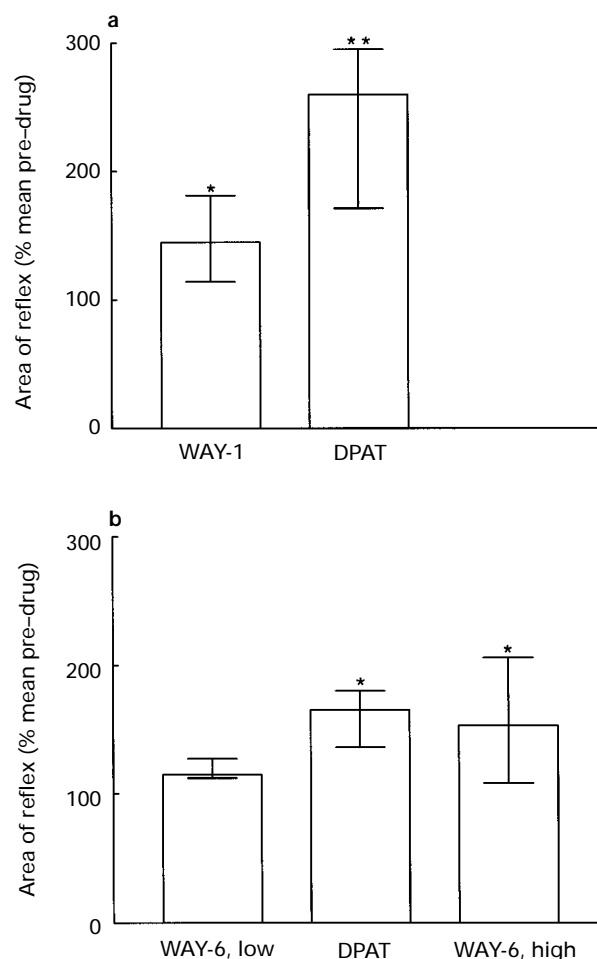 a
Area of reflex (% mean pre–drug)
300
200
100
0
*
**
WAY-1 DPAT
b
Area of reflex (% mean pre–drug)
300
200
100
0
*
*
WAY-6, low DPAT WAY-6, high